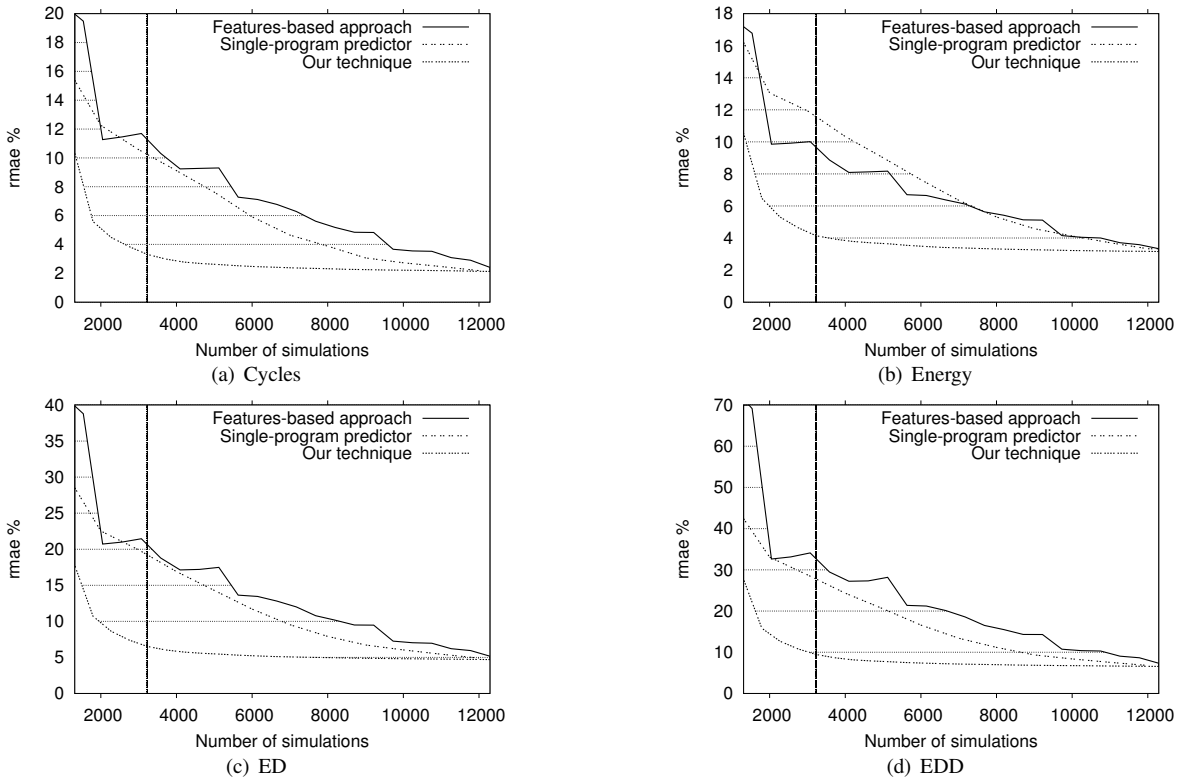 20
18
16
14
12
10
8
6
4
2
0
rmae %
Features-based approach
Single-program predictor
Our technique
2000 4000 6000 8000 10000 12000
Number of simulations
(a) Cycles
18
16
14
12
10
8
6
4
2
0
rmae %
Features-based approach
Single-program predictor
Our technique
2000 4000 6000 8000 10000 12000
Number of simulations
(b) Energy
40
35
30
25
20
15
10
5
0
rmae %
Features-based approach
Single-program predictor
Our technique
2000 4000 6000 8000 10000 12000
Number of simulations
(c) ED
70
60
50
40
30
20
10
0
rmae %
Features-based approach
Single-program predictor
Our technique
2000 4000 6000 8000 10000 12000
Number of simulations
(d) EDD